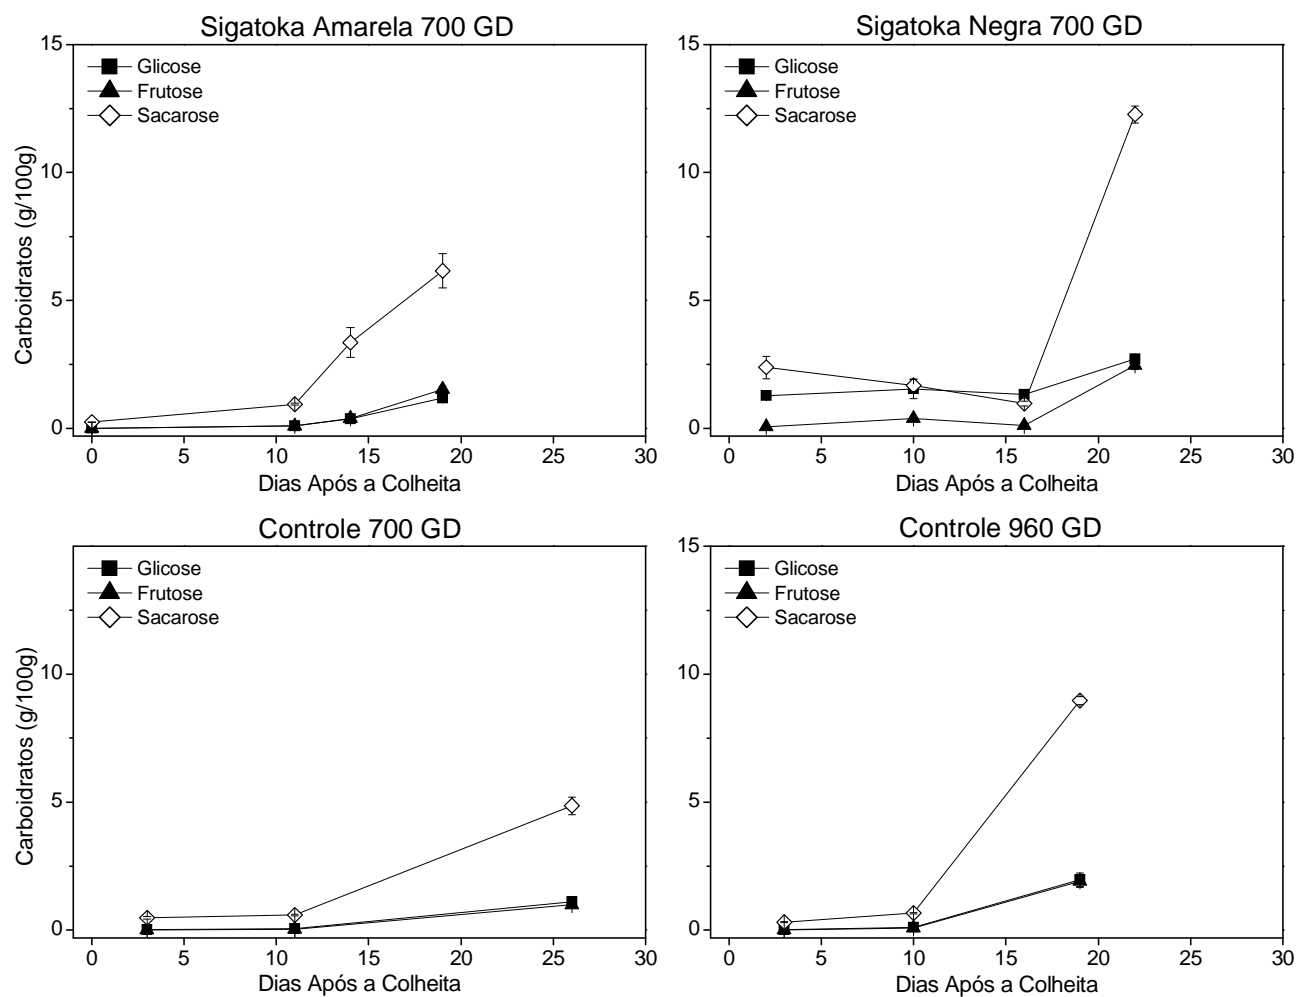 Sigatoka Amarela 700 GD
Glicose
Frutose
Sacarose
Carboidratos (g/100g)
15
10
5
0
0 5 10 15 20 25 30
Dias Após a Colheita
Sigatoka Negra 700 GD
Glicose
Frutose
Sacarose
15
10
5
0
0 5 10 15 20 25 30
Dias Após a Colheita
Controle 700 GD
Glicose
Frutose
Sacarose
Carboidratos (g/100g)
10
5
0
0 5 10 15 20 25 30
Dias Após a Colheita
Controle 960 GD
Glicose
Frutose
Sacarose
15
10
5
0
0 5 10 15 20 25 30
Dias Após a Colheita